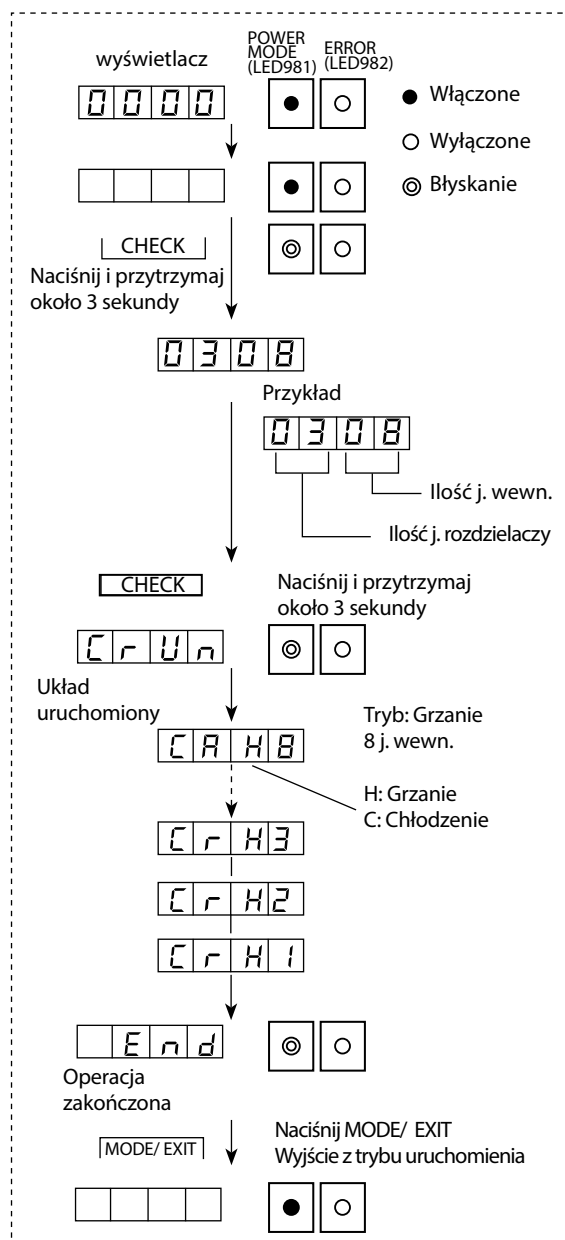 wyświetlacz
POWER
MODE
(LED981)
ERROR
(LED982)
0000
Włączone
Wyłączone
Błyskanie
CHECK
Naciśnij i przytrzymaj
około 3 sekundy
0308
Przykład
0308
Ilość j. wewn.
Ilość j. rozdzielaczy
CHECK
Naciśnij i przytrzymaj
około 3 sekundy
CrUn
Układ
uruchomiony
CAH8
Tryb: Grzanie
8 j. wewn.
H: Grzanie
C: Chłodzenie
CrH3
CrH2
CrH1
End
Operacja
zakończona
MODE/ EXIT
Naciśnij MODE/ EXIT
Wyjście z trybu uruchomienia